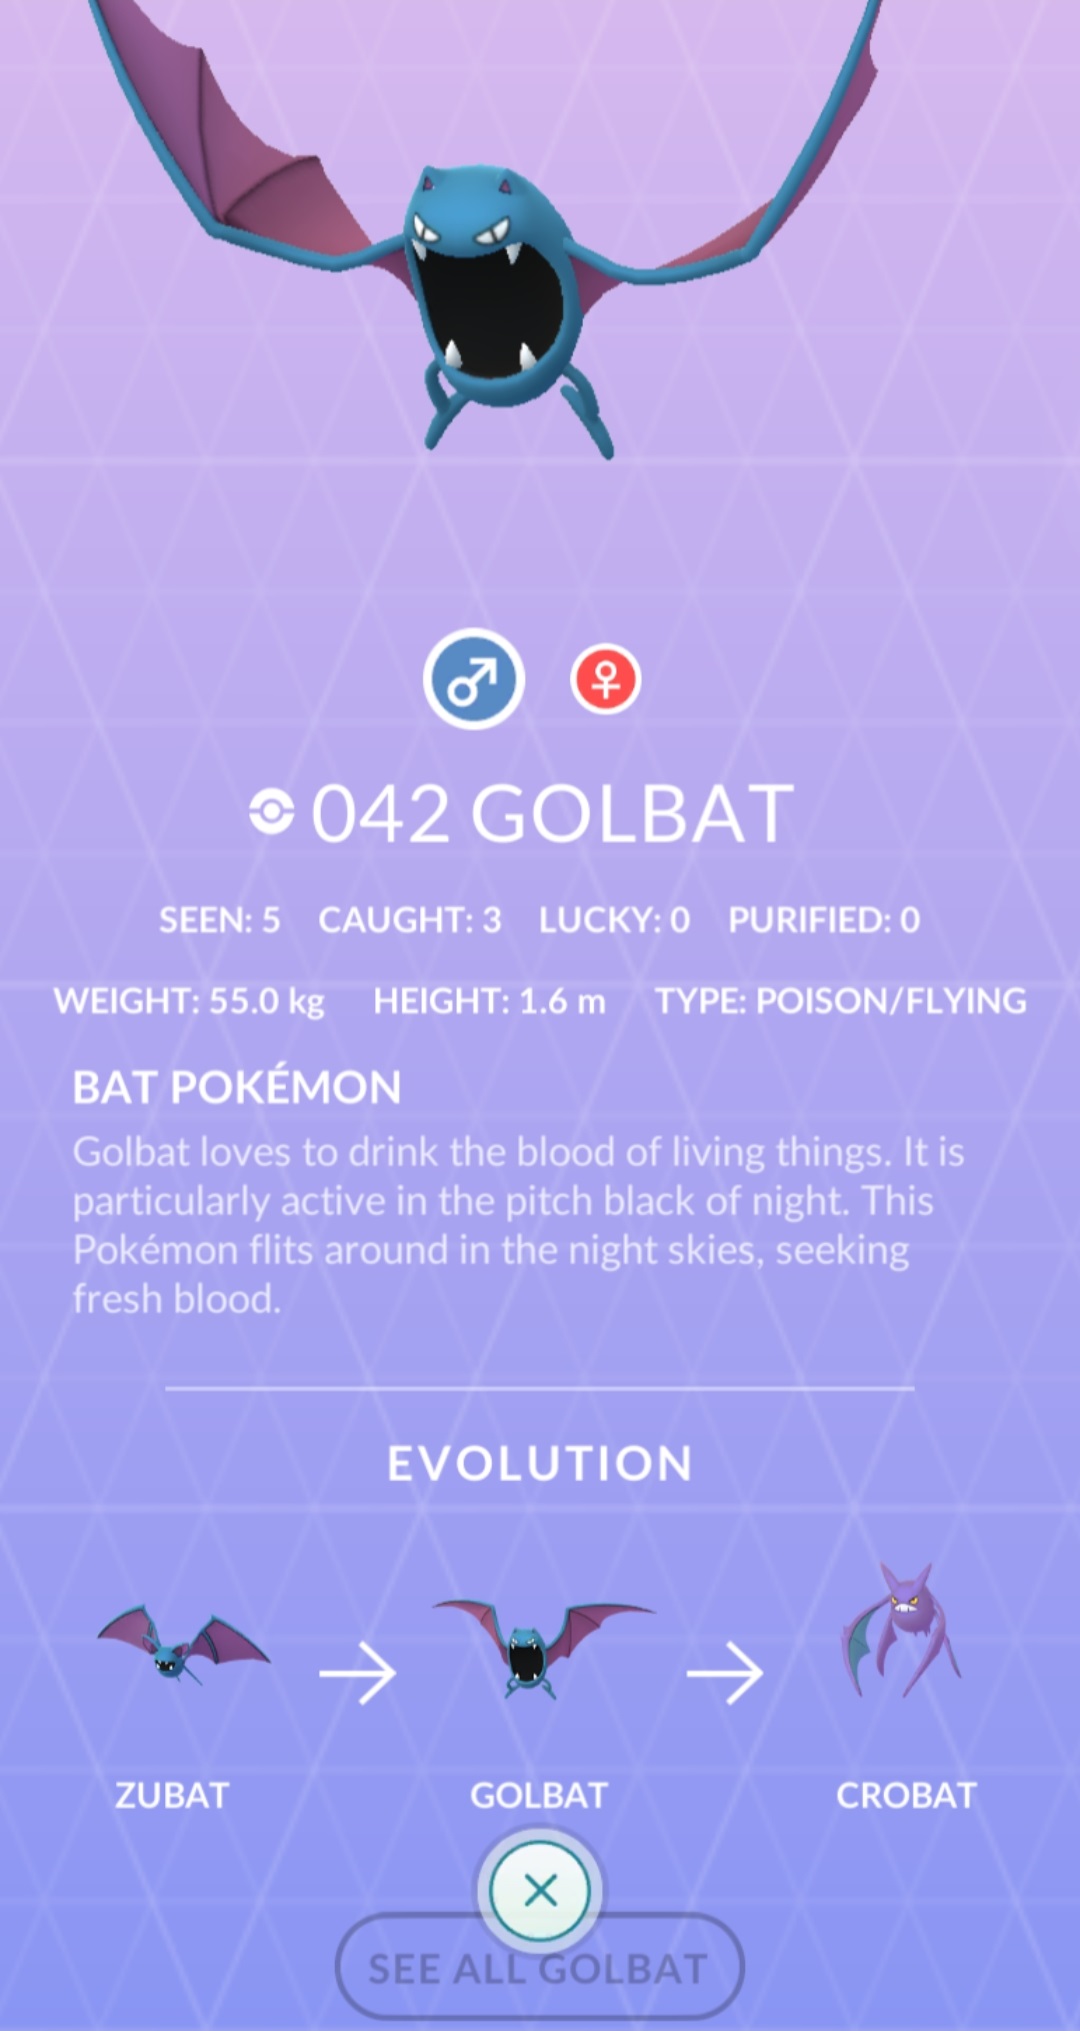 042 GOLBAT
SEEN: 5 CAUGHT: 3 LUCKY: 0 PURIFIED: 0
WEIGHT: 55.0 kg HEIGHT: 1.6 m TYPE: POISON/FLYING
BAT POKÉMON
Golbat loves to drink the blood of living things. It is
particularly active in the pitch black of night. This
Pokémon flits around in the night skies, seeking
fresh blood.
EVOLUTION
ZUBAT GOLBAT CROBAT
SEE ALL GOLBAT